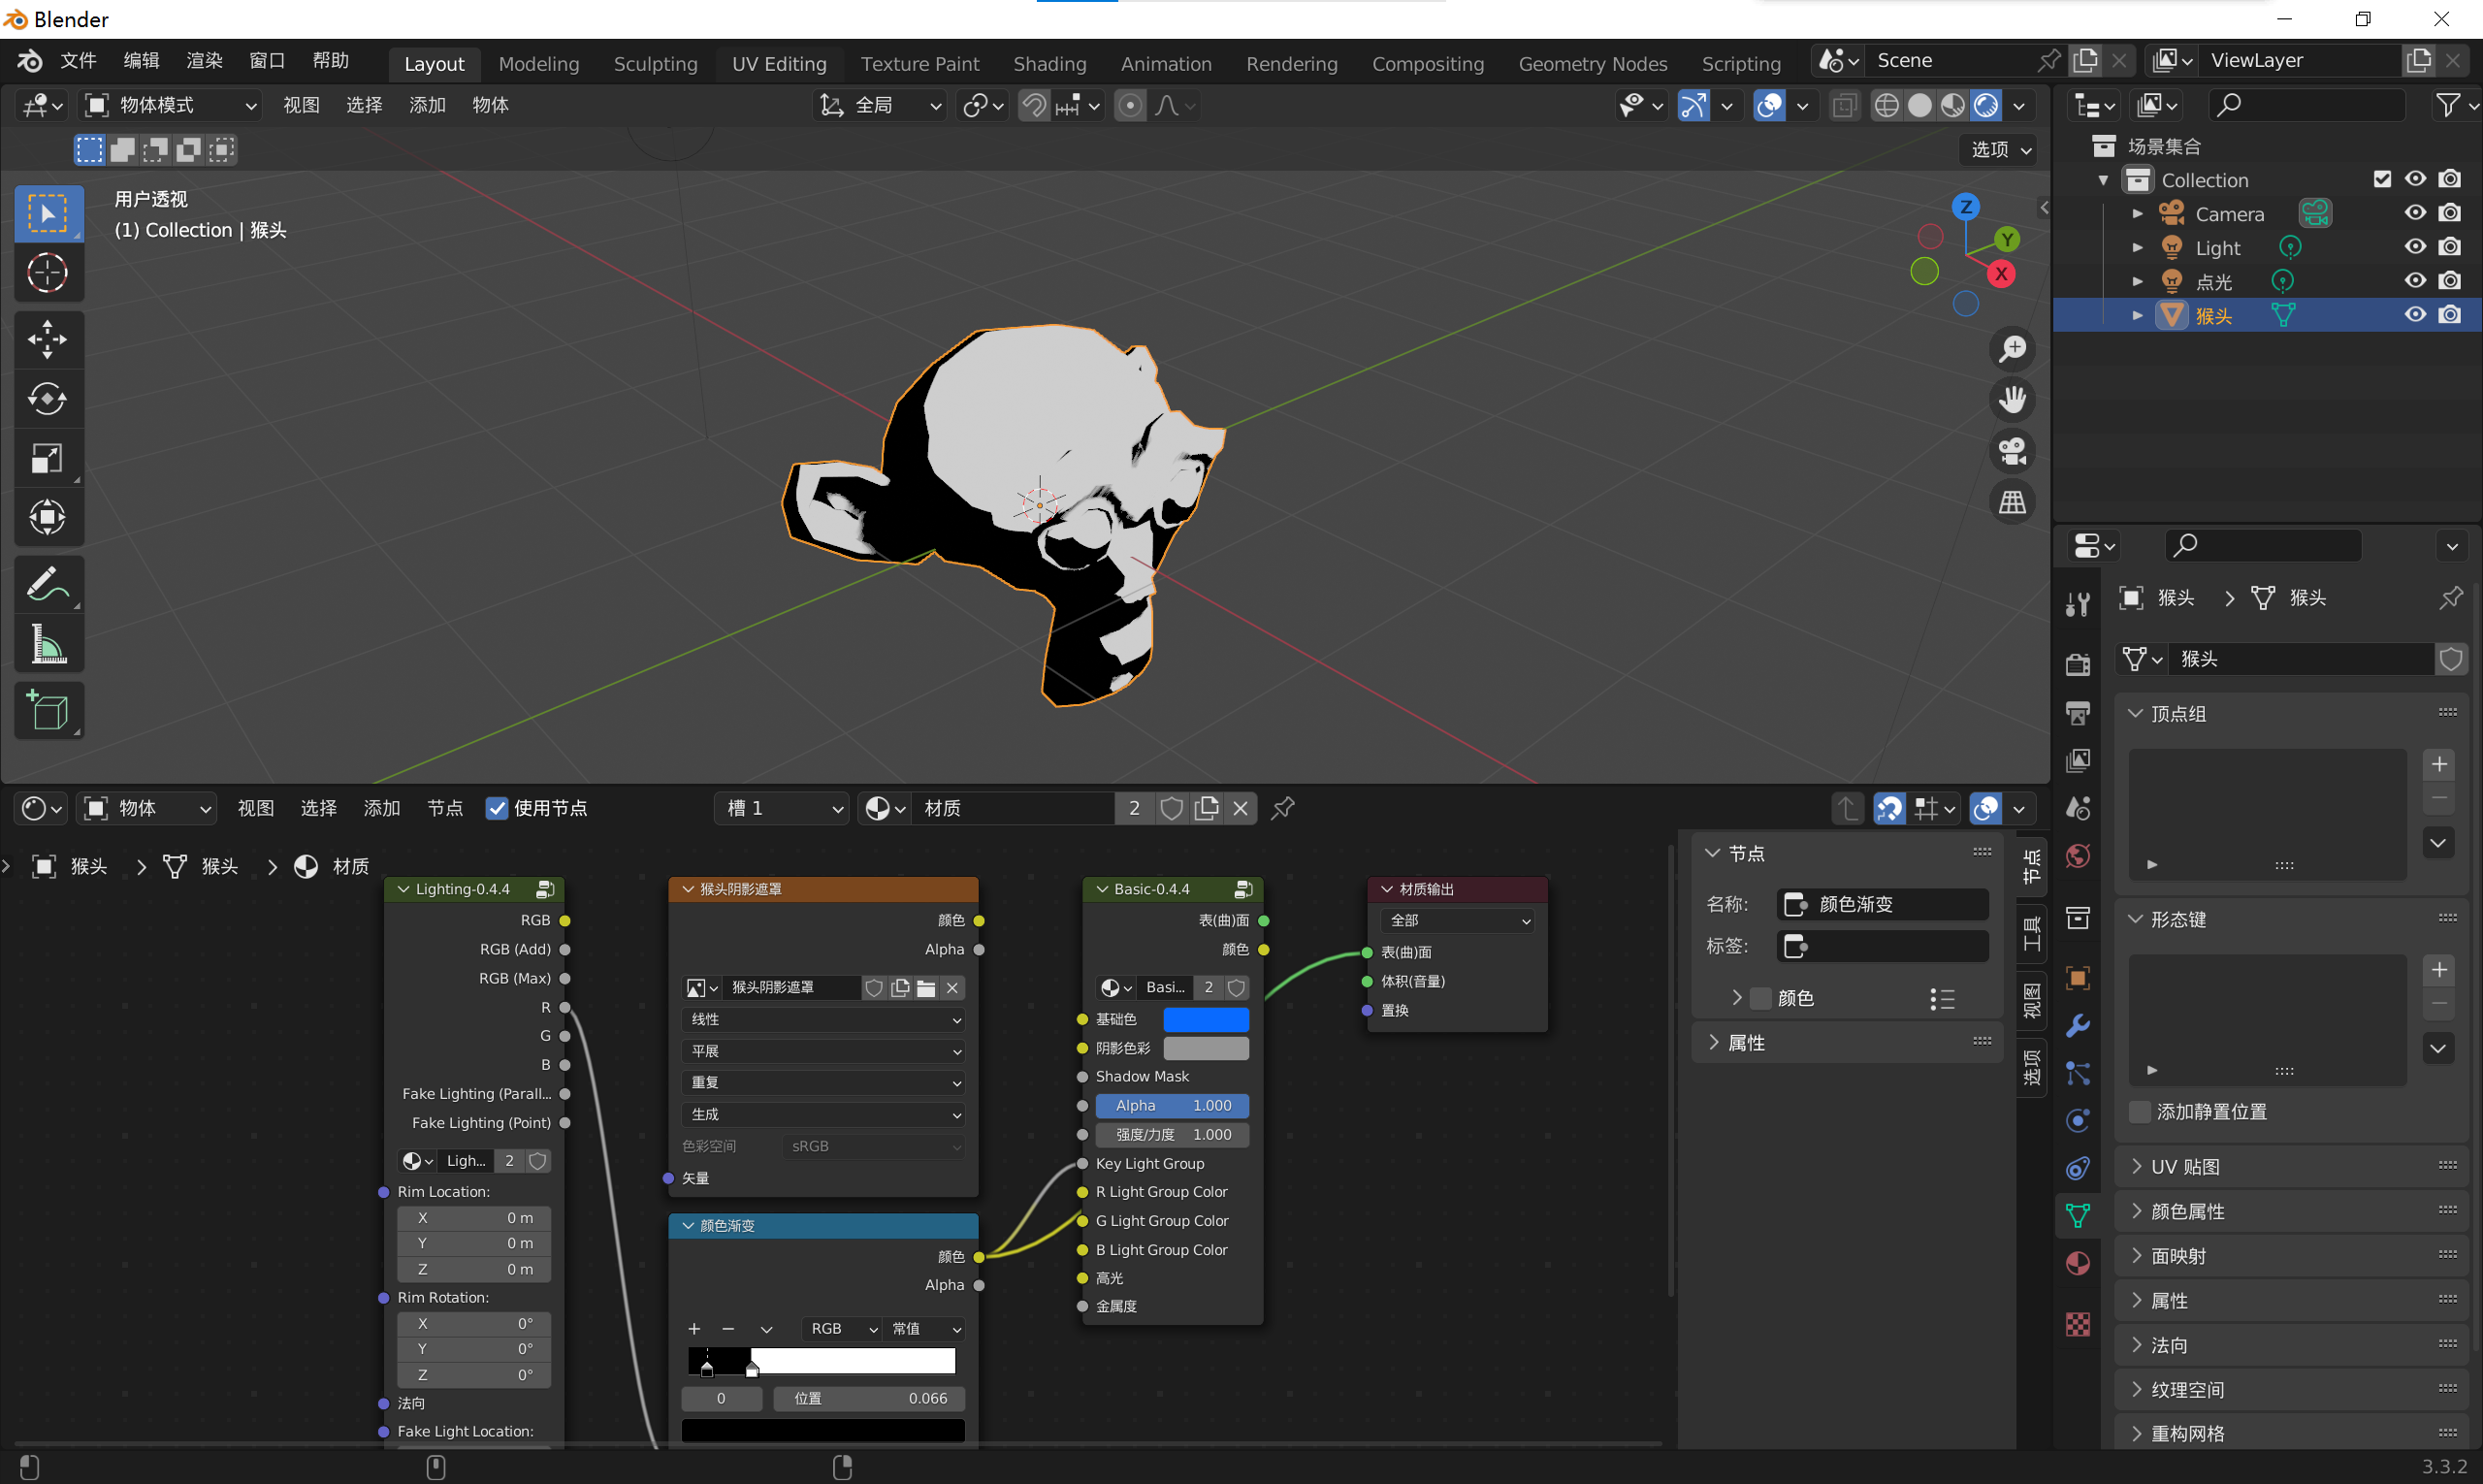 Blender
文件 编辑 渲染 窗口 帮助 Layout Modeling Sculpting UV Editing Texture Paint Shading Animation Rendering Compositing Geometry Nodes Scripting Scene ViewLayer
物体模式 视图 选择 添加 物体 全局
选项
用户透视
(1) Collection | 猴头
Z
Y
X
场景集合
Collection
Camera
Light
点光
猴头
猴头 猴头
猴头
顶点组
形态键
添加静置位置
UV 贴图
颜色属性
面映射
属性
法向
纹理空间
重构网格
物体 视图 选择 添加 节点 使用节点 槽 1 材质 2
猴头 猴头 材质
Lighting-0.4.4
RGB
RGB (Add)
RGB (Max)
R
G
B
Fake Lighting (Parall...
Fake Lighting (Point)
Ligh... 2
Rim Location:
X 0 m
Y 0 m
Z 0 m
Rim Rotation:
X 0°
Y 0°
Z 0°
法向
Fake Light Location:
猴头阴影遮罩
颜色
Alpha
猴头阴影遮罩
线性
平展
重复
生成
色彩空间 sRGB
矢量
颜色渐变
颜色
Alpha
RGB 常值
0 位置 0.066
Basic-0.4.4
表(曲)面
颜色
Basi... 2
基础色
阴影色彩
Shadow Mask
Alpha 1.000
强度/力度 1.000
Key Light Group
R Light Group Color
G Light Group Color
B Light Group Color
高光
金属度
材质输出
全部
表(曲)面
体积(音量)
置换
节点
名称: 颜色渐变
标签:
颜色
属性
节点
工具
视图
选项
3.3.2